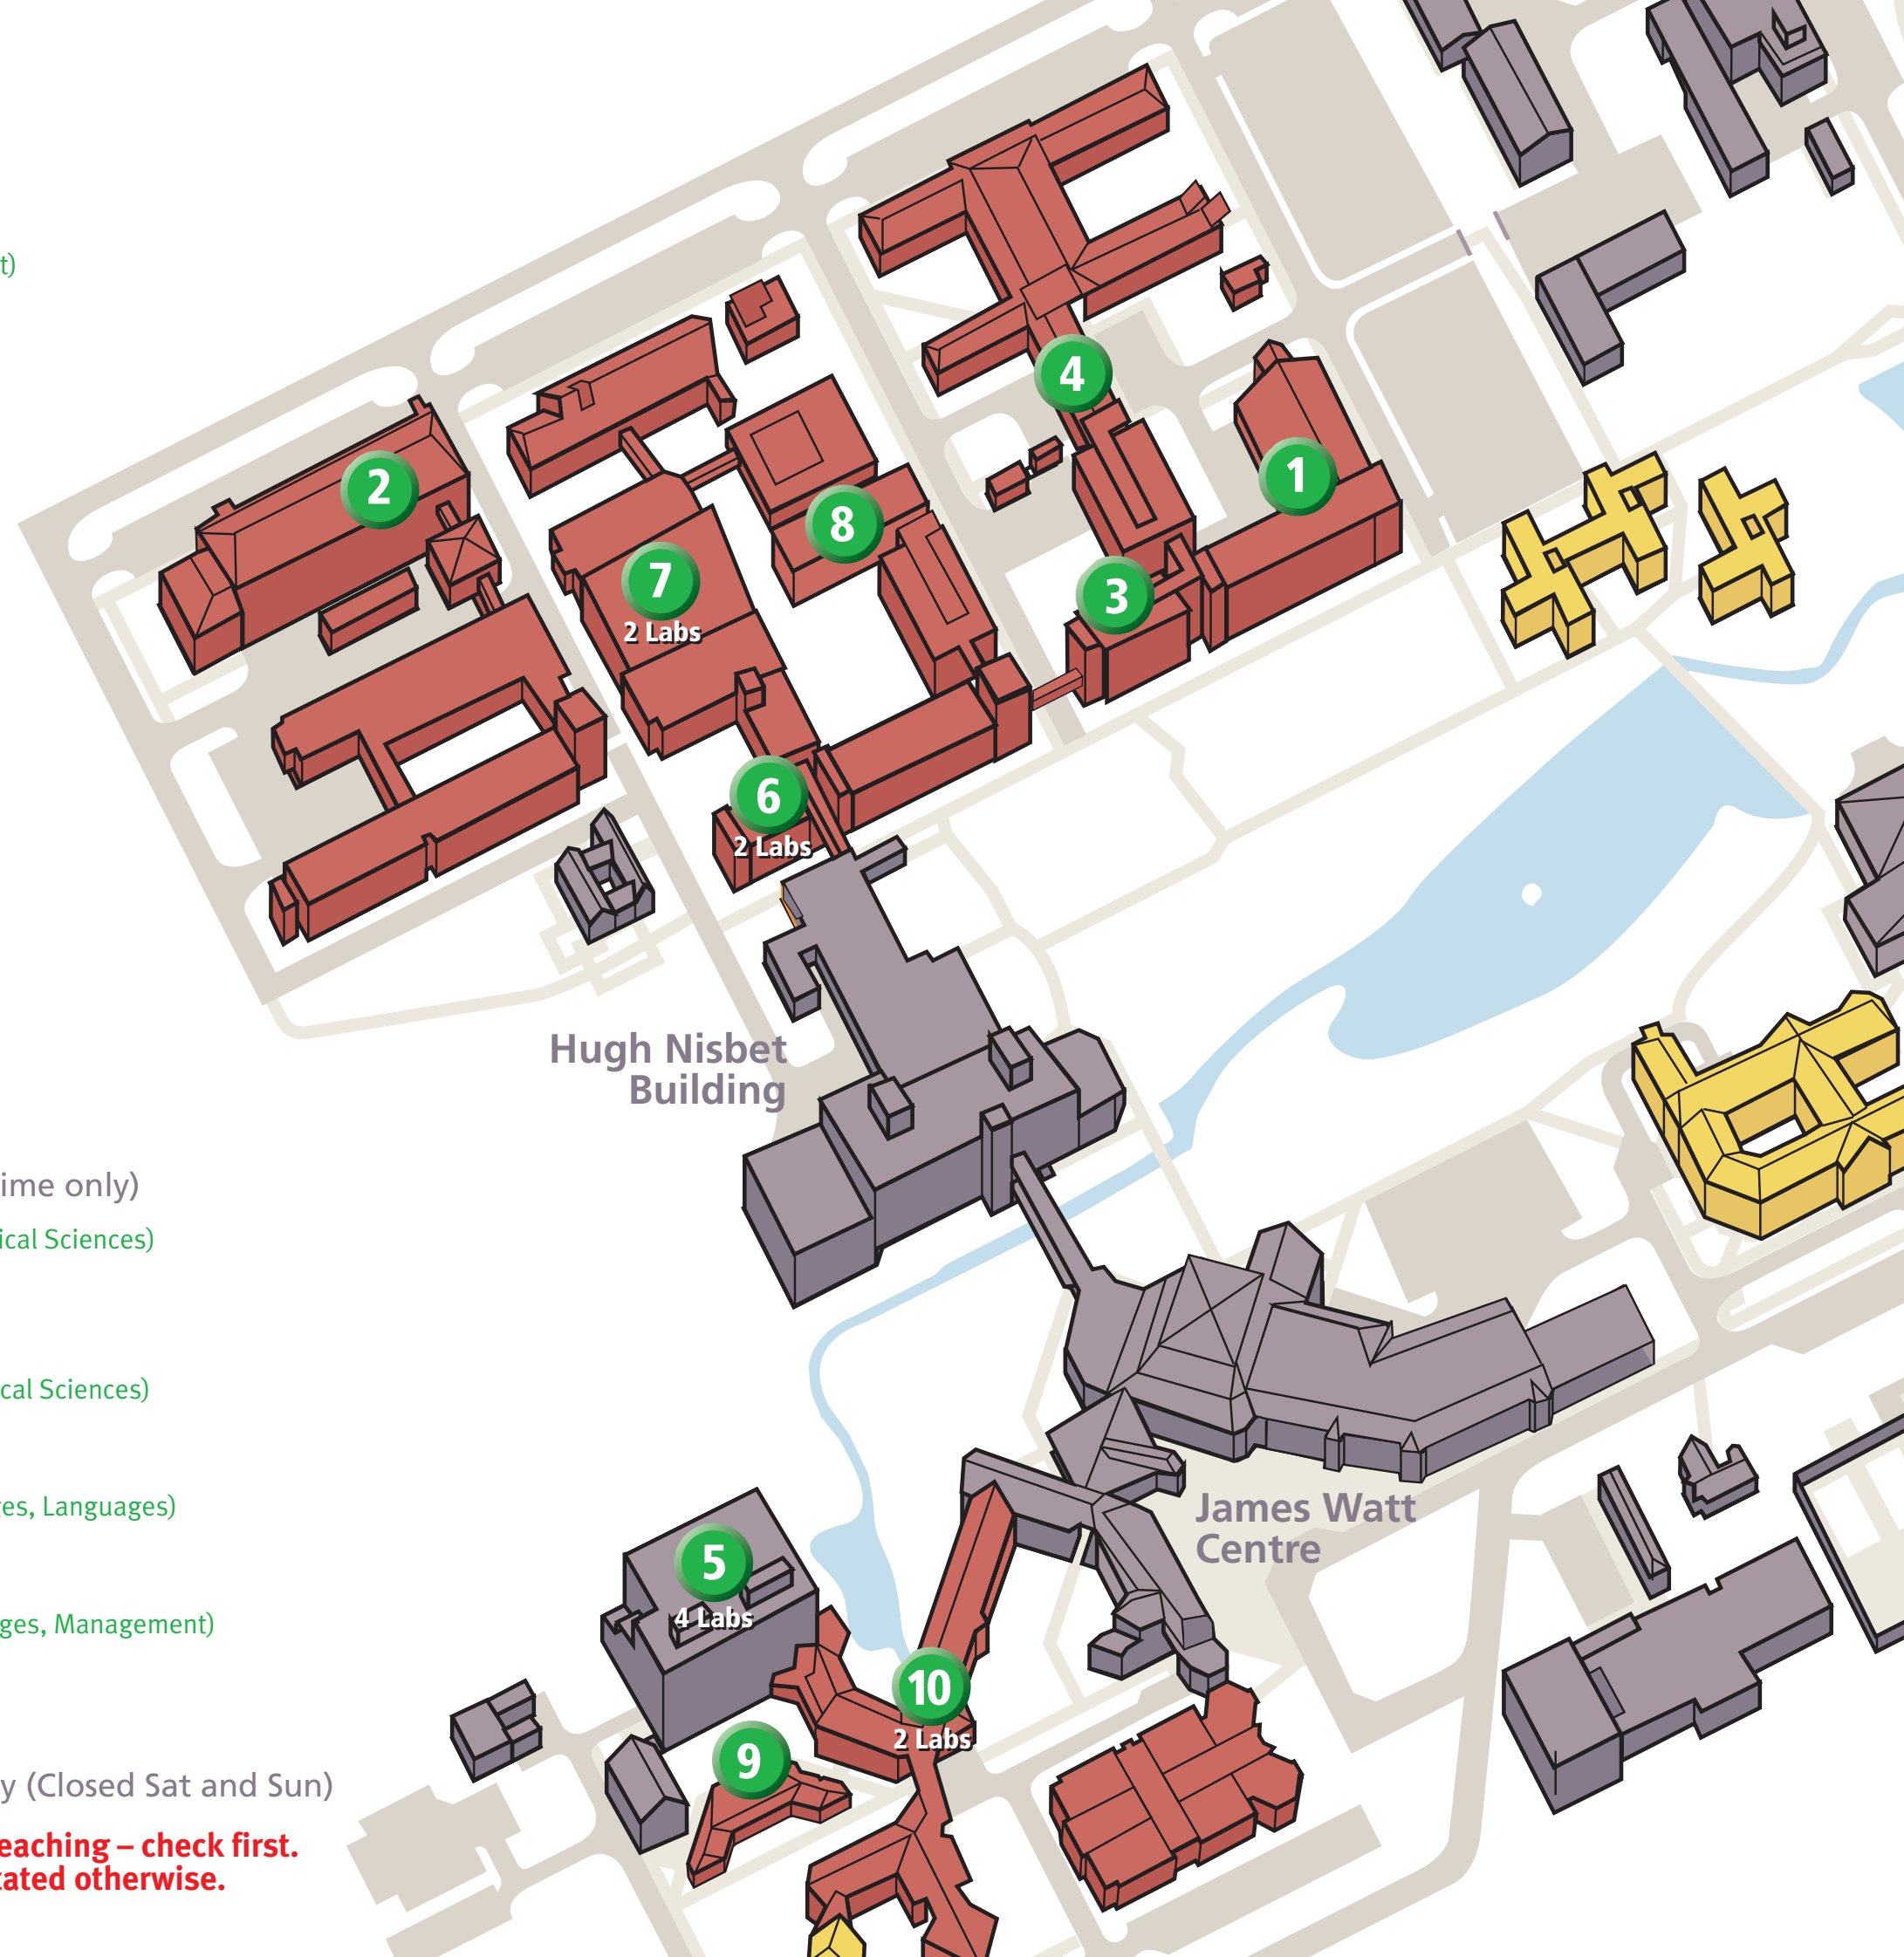 t)
4
2
1
8
7
2 Labs
3
6
2 Labs
Hugh Nisbet
Building
ime only)
ical Sciences)
cal Sciences)
ges, Languages)
James Watt
Centre
5
4 Labs
ges, Management)
10
2 Labs
9
y (Closed Sat and Sun)
eaching – check first.
tated otherwise.